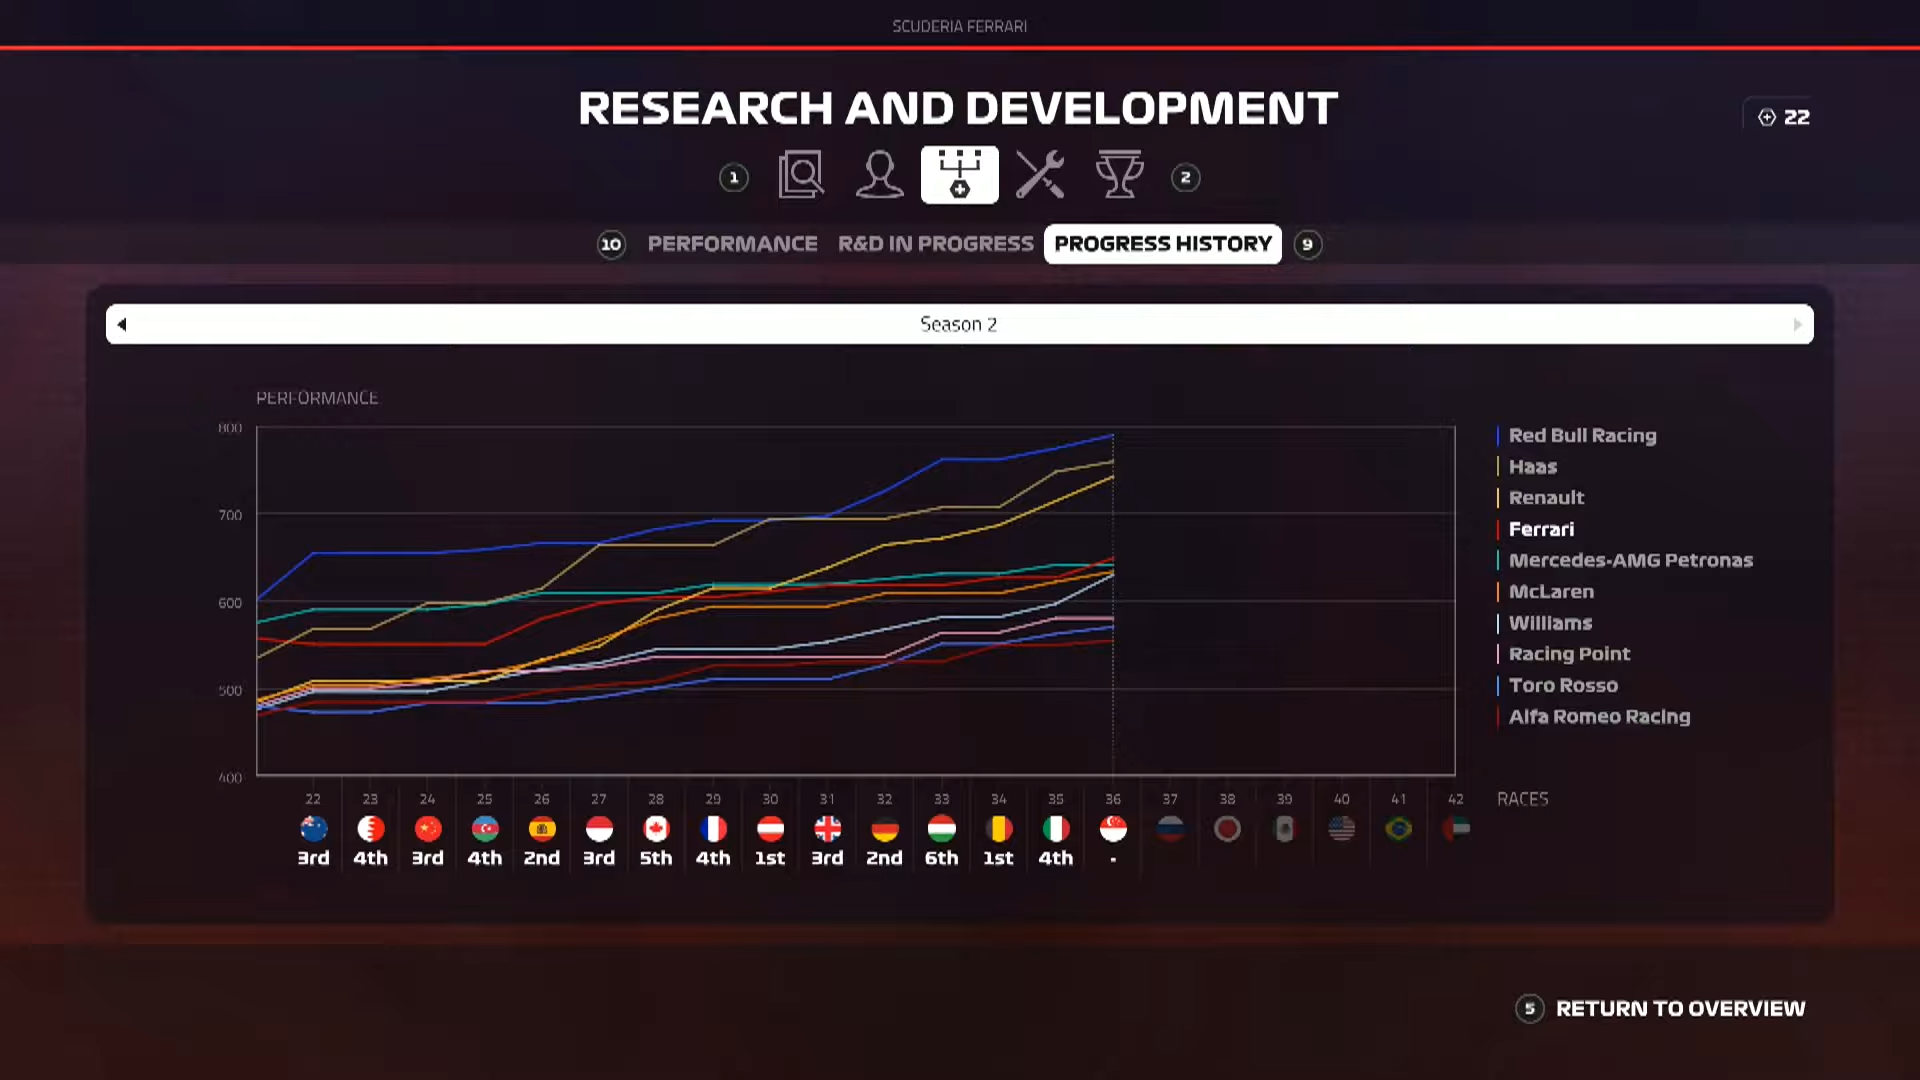 SCUDERIA FERRARI
RESEARCH AND DEVELOPMENT
22
1
2
10 PERFORMANCE R&D IN PROGRESS PROGRESS HISTORY 9
Season 2
PERFORMANCE
800
700
600
500
400
Red Bull Racing
Haas
Renault
Ferrari
Mercedes-AMG Petronas
McLaren
Williams
Racing Point
Toro Rosso
Alfa Romeo Racing
22 23 24 25 26 27 28 29 30 31 32 33 34 35 36 37 38 39 40 41 42 RACES
3rd 4th 3rd 4th 2nd 3rd 5th 4th 1st 3rd 2nd 6th 1st 4th -
5 RETURN TO OVERVIEW